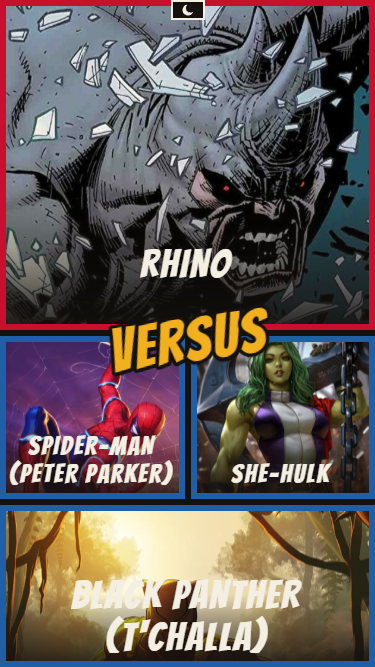 RHINO
VERSUS
SPIDER-MAN
(PETER PARKER)
SHE-HULK
BLACK PANTHER
(T'CHALLA)